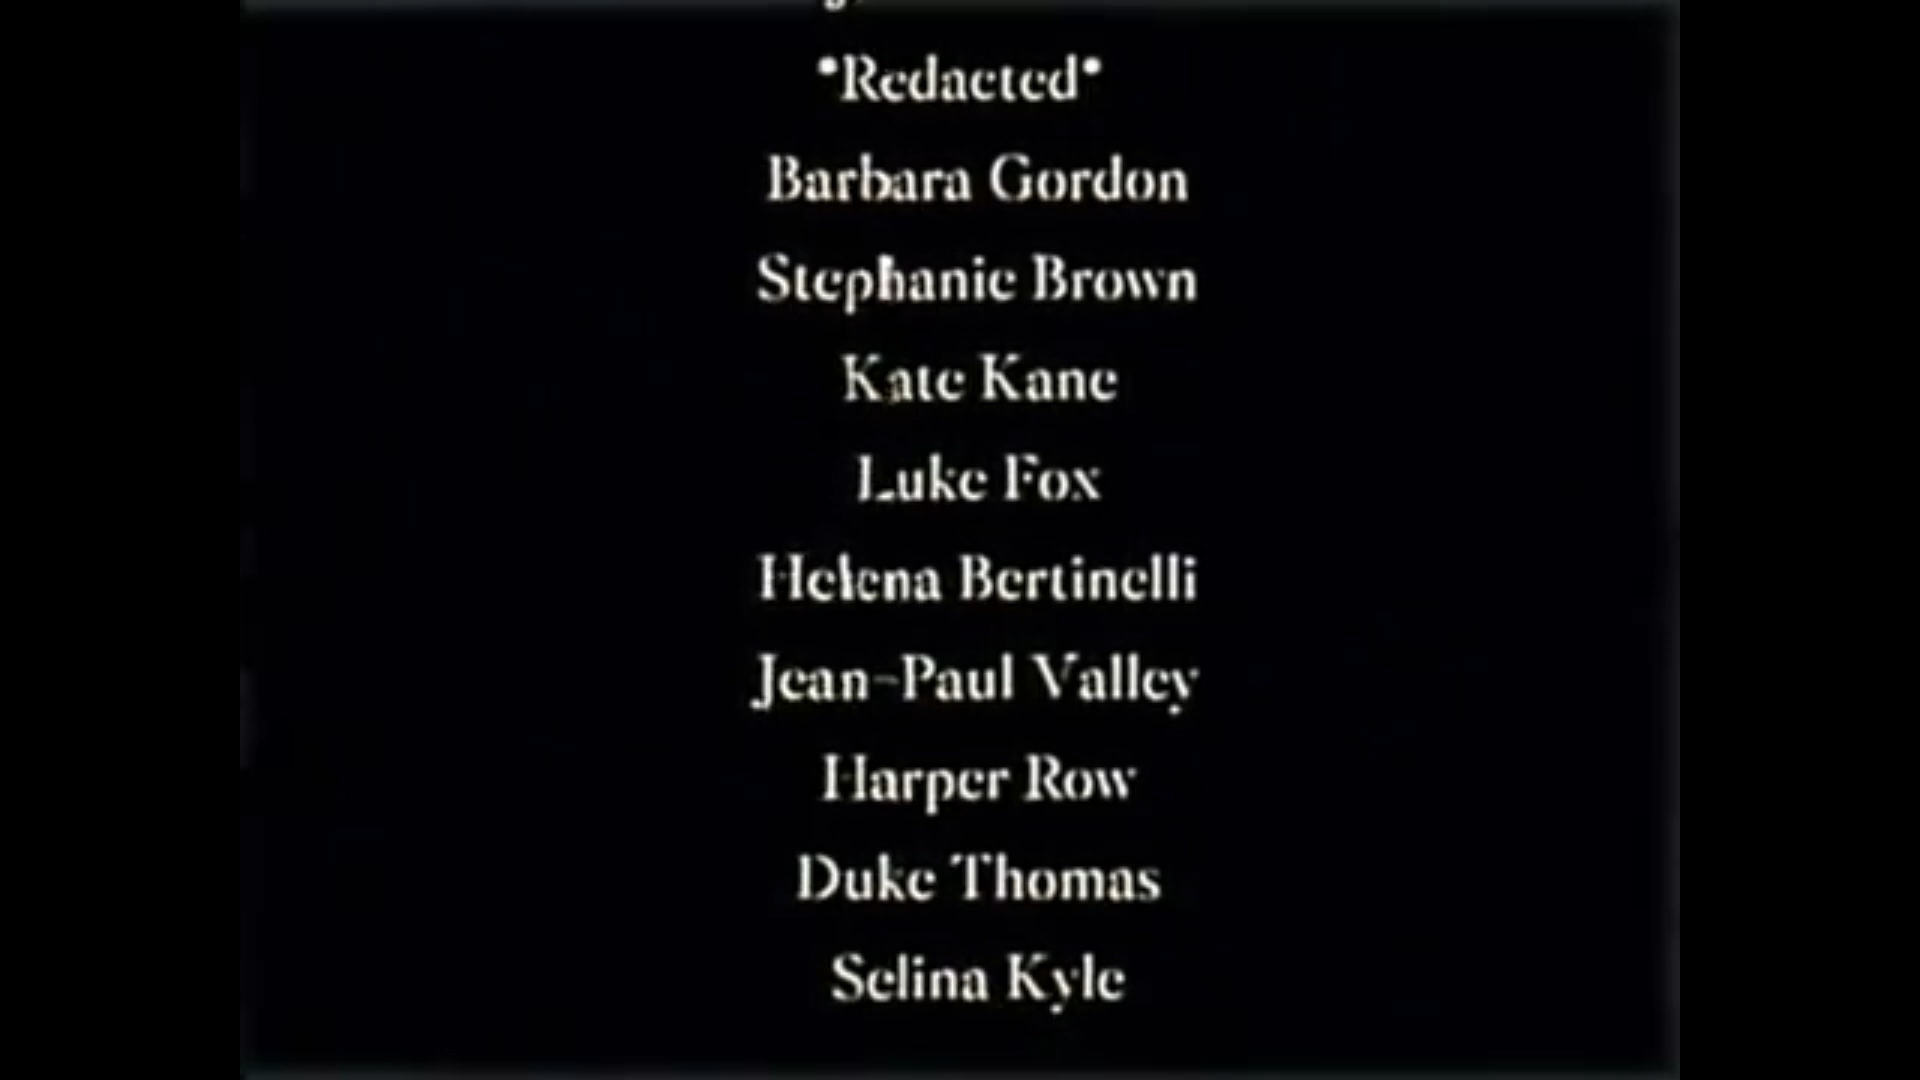 *Redacted*
Barbara Gordon
Stephanie Brown
Kate Kane
Luke Fox
Helena Bertinelli
Jean-Paul Valley
Harper Row
Duke Thomas
Selina Kyle